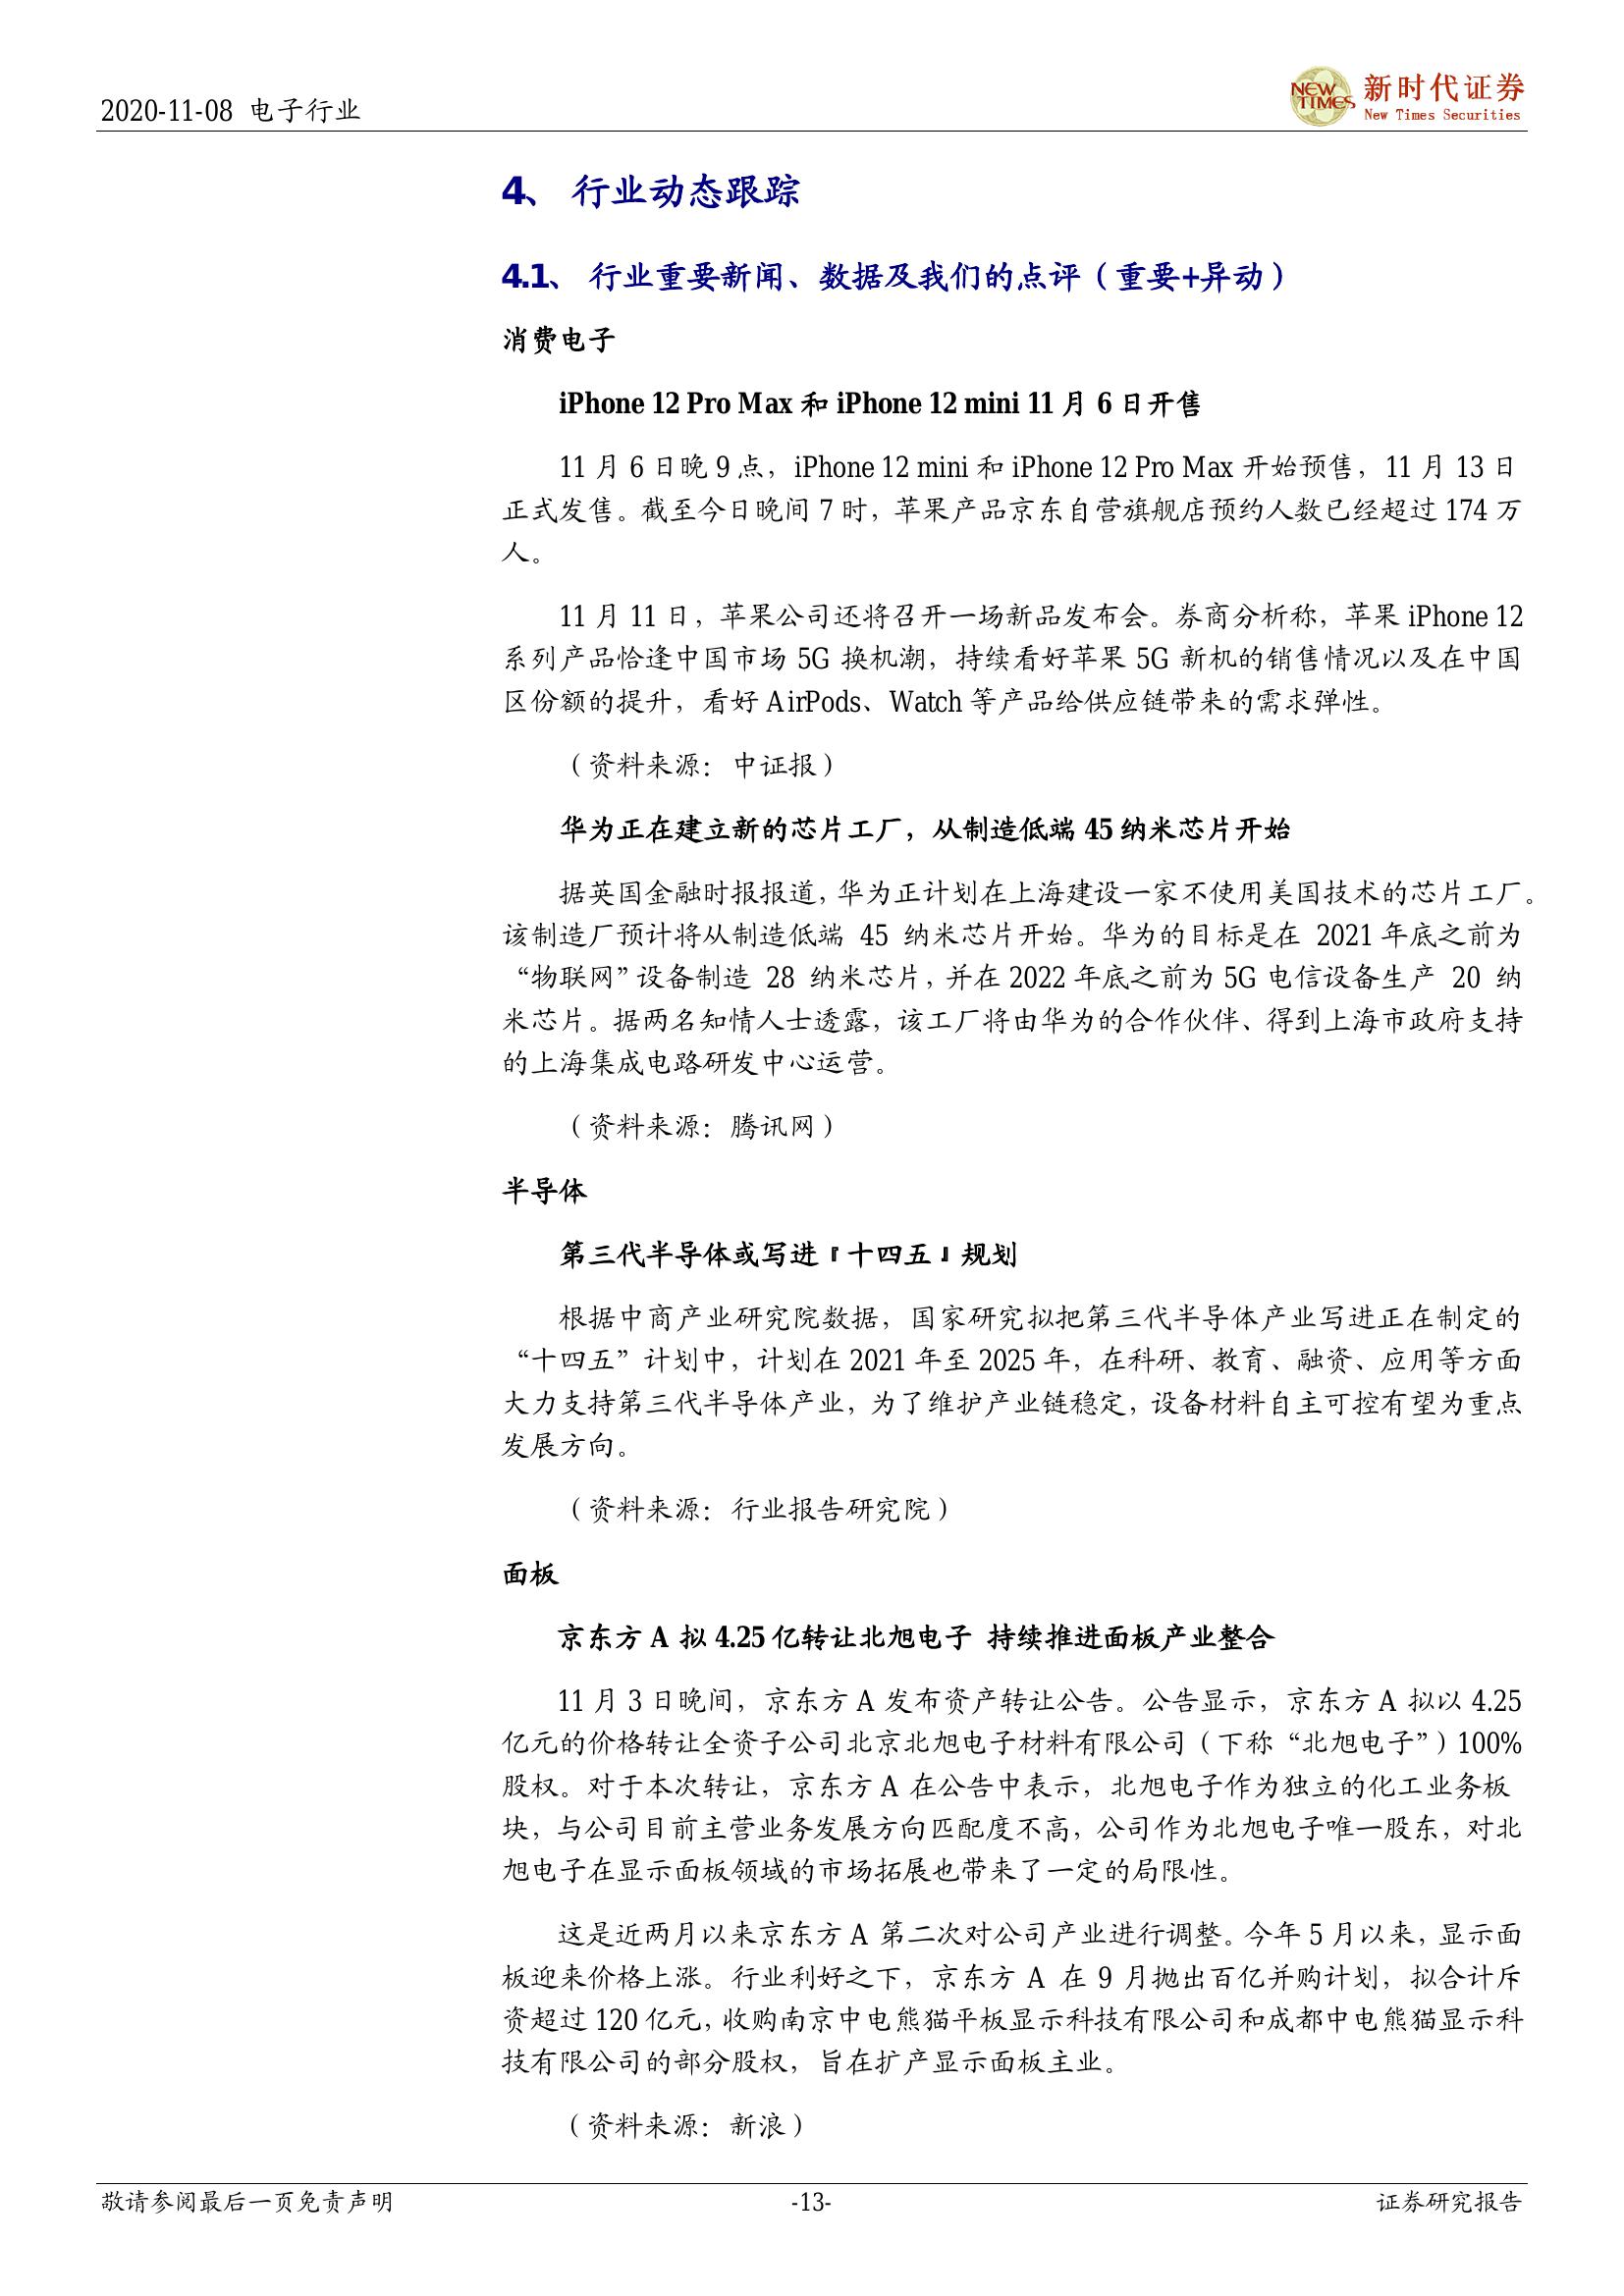 2020-11-08 电子行业
NEW TIMES 新时代证券
New Times Securities
4、 行业动态跟踪
4.1、 行业重要新闻、数据及我们的点评（重要+异动）
消费电子
iPhone 12 Pro Max 和 iPhone 12 mini 11 月 6 日开售
11 月 6 日晚 9 点，iPhone 12 mini 和 iPhone 12 Pro Max 开始预售，11 月 13 日
正式发售。截至今日晚间 7 时，苹果产品京东自营旗舰店预约人数已经超过 174 万
人。
11 月 11 日，苹果公司还将召开一场新品发布会。券商分析称，苹果 iPhone 12
系列产品恰逢中国市场 5G 换机潮，持续看好苹果 5G 新机的销售情况以及在中国
区份额的提升，看好 AirPods、Watch 等产品给供应链带来的需求弹性。
（资料来源：中证报）
华为正在建立新的芯片工厂，从制造低端 45 纳米芯片开始
据英国金融时报报道，华为正计划在上海建设一家不使用美国技术的芯片工厂。
该制造厂预计将从制造低端 45 纳米芯片开始。华为的目标是在 2021 年底之前为
“物联网”设备制造 28 纳米芯片，并在 2022 年底之前为 5G 电信设备生产 20 纳
米芯片。据两名知情人士透露，该工厂将由华为的合作伙伴、得到上海市政府支持
的上海集成电路研发中心运营。
（资料来源：腾讯网）
半导体
第三代半导体或写进『十四五』规划
根据中商产业研究院数据，国家研究拟把第三代半导体产业写进正在制定的
“十四五”计划中，计划在 2021 年至 2025 年，在科研、教育、融资、应用等方面
大力支持第三代半导体产业，为了维护产业链稳定，设备材料自主可控有望为重点
发展方向。
（资料来源：行业报告研究院）
面板
京东方 A 拟 4.25 亿转让北旭电子 持续推进面板产业整合
11 月 3 日晚间，京东方 A 发布资产转让公告。公告显示，京东方 A 拟以 4.25
亿元的价格转让全资子公司北京北旭电子材料有限公司（下称“北旭电子”）100%
股权。对于本次转让，京东方 A 在公告中表示，北旭电子作为独立的化工业务板
块，与公司目前主营业务发展方向匹配度不高，公司作为北旭电子唯一股东，对北
旭电子在显示面板领域的市场拓展也带来了一定的局限性。
这是近两月以来京东方 A 第二次对公司产业进行调整。今年 5 月以来，显示面
板迎来价格上涨。行业利好之下，京东方 A 在 9 月抛出百亿并购计划，拟合计斥
资超过 120 亿元，收购南京中电熊猫平板显示科技有限公司和成都中电熊猫显示科
技有限公司的部分股权，旨在扩产显示面板主业。
（资料来源：新浪）
敬请参阅最后一页免责声明 -13- 证券研究报告